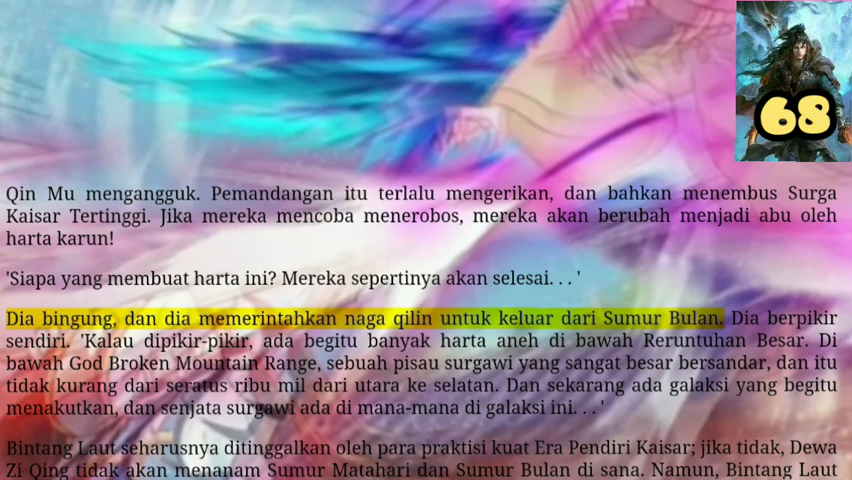 68
Qin Mu mengangguk. Pemandangan itu terlalu mengerikan, dan bahkan menembus Surga
Kaisar Tertinggi. Jika mereka mencoba menerobos, mereka akan berubah menjadi abu oleh
harta karun!
'Siapa yang membuat harta ini? Mereka sepertinya akan selesai. . . '
Dia bingung, dan dia memerintahkan naga qilin untuk keluar dari Sumur Bulan. Dia berpikir
sendiri. 'Kalau dipikir-pikir, ada begitu banyak harta aneh di bawah Reruntuhan Besar. Di
bawah God Broken Mountain Range, sebuah pisau surgawi yang sangat besar bersandar, dan itu
tidak kurang dari seratus ribu mil dari utara ke selatan. Dan sekarang ada galaksi yang begitu
menakutkan, dan senjata surgawi ada di mana-mana di galaksi ini. . . '
Bintang Laut seharusnya ditinggalkan oleh para praktisi kuat Era Pendiri Kaisar; jika tidak, Dewa
Zi Qing tidak akan menanam Sumur Matahari dan Sumur Bulan di sana. Namun, Bintang Laut